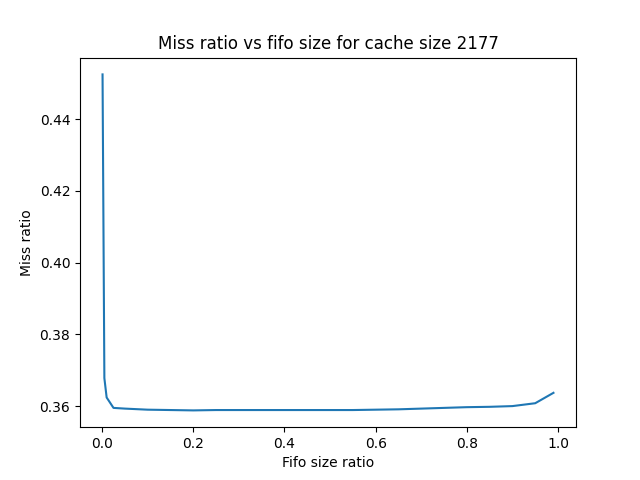 Miss ratio vs fifo size for cache size 2177
0.44
0.42
0.40
0.38
0.36
Miss ratio
0.0 0.2 0.4 0.6 0.8 1.0
Fifo size ratio